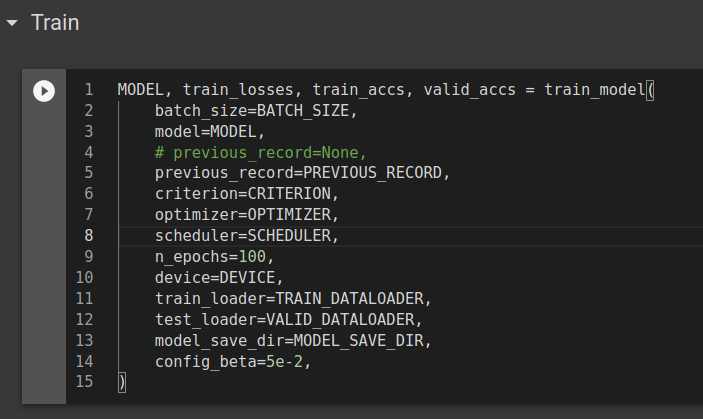 Train
1 MODEL, train_losses, train_accs, valid_accs = train_model(
2     batch_size=BATCH_SIZE,
3     model=MODEL,
4     # previous_record=None,
5     previous_record=PREVIOUS_RECORD,
6     criterion=CRITERION,
7     optimizer=OPTIMIZER,
8     scheduler=SCHEDULER,
9     n_epochs=100,
10     device=DEVICE,
11     train_loader=TRAIN_DATALOADER,
12     test_loader=VALID_DATALOADER,
13     model_save_dir=MODEL_SAVE_DIR,
14     config_beta=5e-2,
15 )